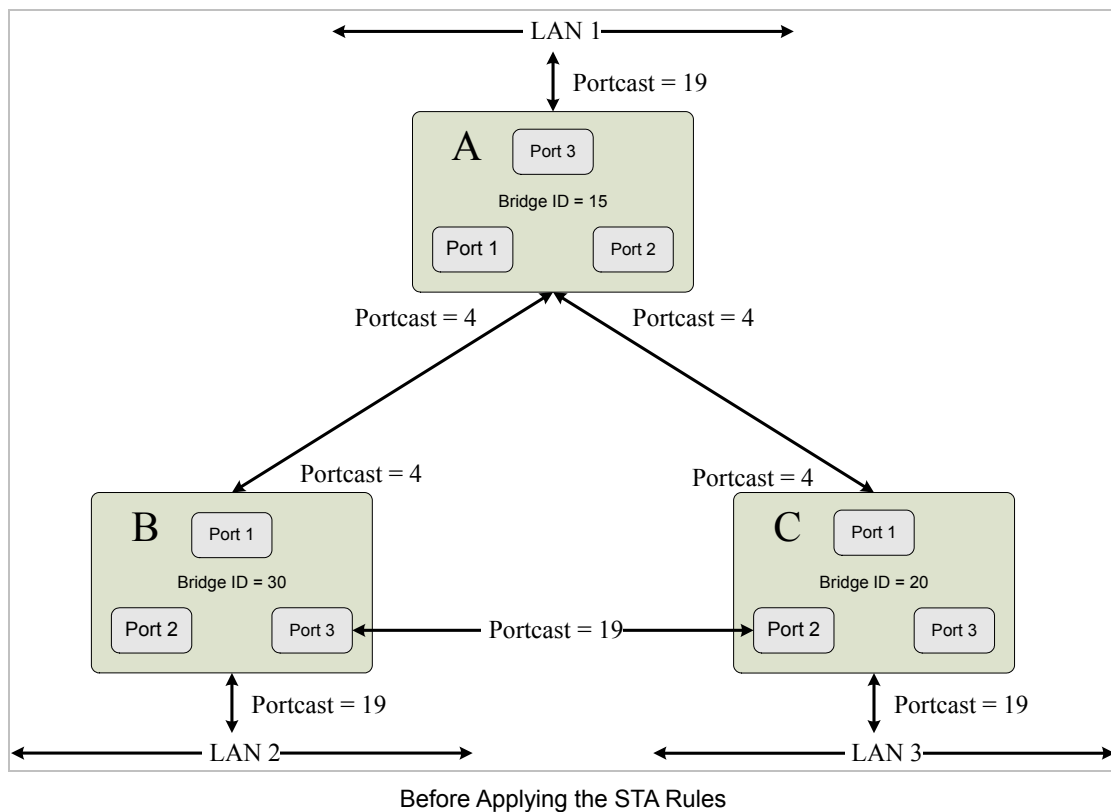 LAN 1
Portcast = 19
A
Port 3
Bridge ID = 15
Port 1
Port 2
Portcast = 4
Portcast = 4
Portcast = 4
Portcast = 4
B
Port 1
Bridge ID = 30
Port 2
Port 3
C
Port 1
Bridge ID = 20
Port 2
Port 3
Portcast = 19
Portcast = 19
Portcast = 19
LAN 2
LAN 3
Before Applying the STA Rules